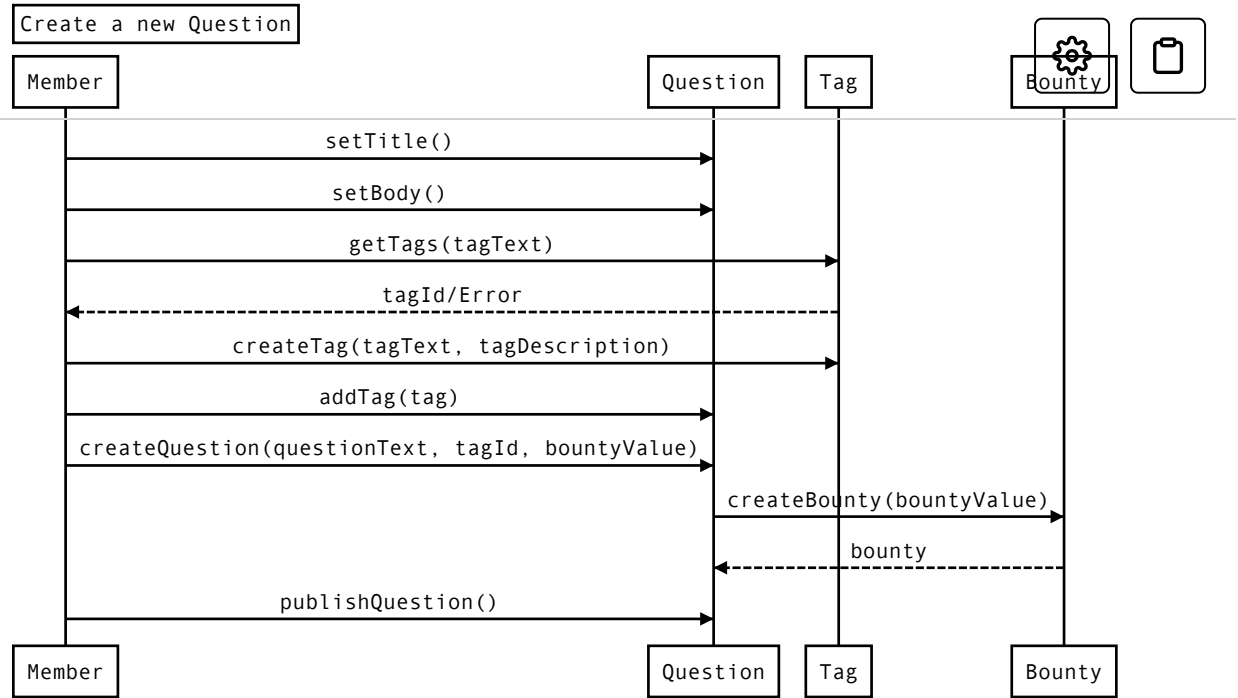 Create a new Question
Member Question Tag Bounty
setTitle()
setBody()
getTags(tagText)
tagId/Error
createTag(tagText, tagDescription)
addTag(tag)
createQuestion(questionText, tagId, bountyValue)
createBounty(bountyValue)
bounty
publishQuestion()
Member Question Tag Bounty